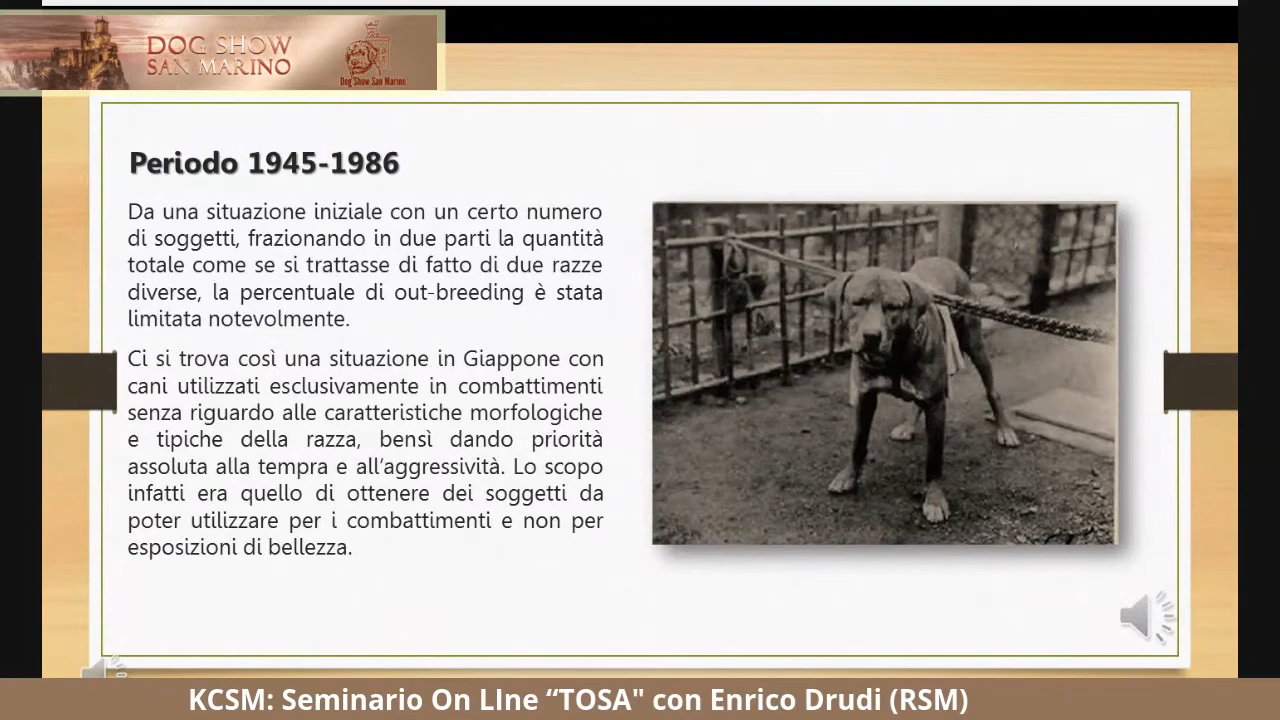 DOG SHOW
SAN MARINO
Dog Show San Marino
Periodo 1945-1986
Da una situazione iniziale con un certo numero
di soggetti, frazionando in due parti la quantità
totale come se si trattasse di fatto di due razze
diverse, la percentuale di out-breeding è stata
limitata notevolmente.
Ci si trova così una situazione in Giappone con
cani utilizzati esclusivamente in combattimenti
senza riguardo alle caratteristiche morfologiche
e tipiche della razza, bensì dando priorità
assoluta alla tempra e all’aggressività. Lo scopo
infatti era quello di ottenere dei soggetti da
poter utilizzare per i combattimenti e non per
esposizioni di bellezza.
KCSM: Seminario On LIne “TOSA" con Enrico Drudi (RSM)